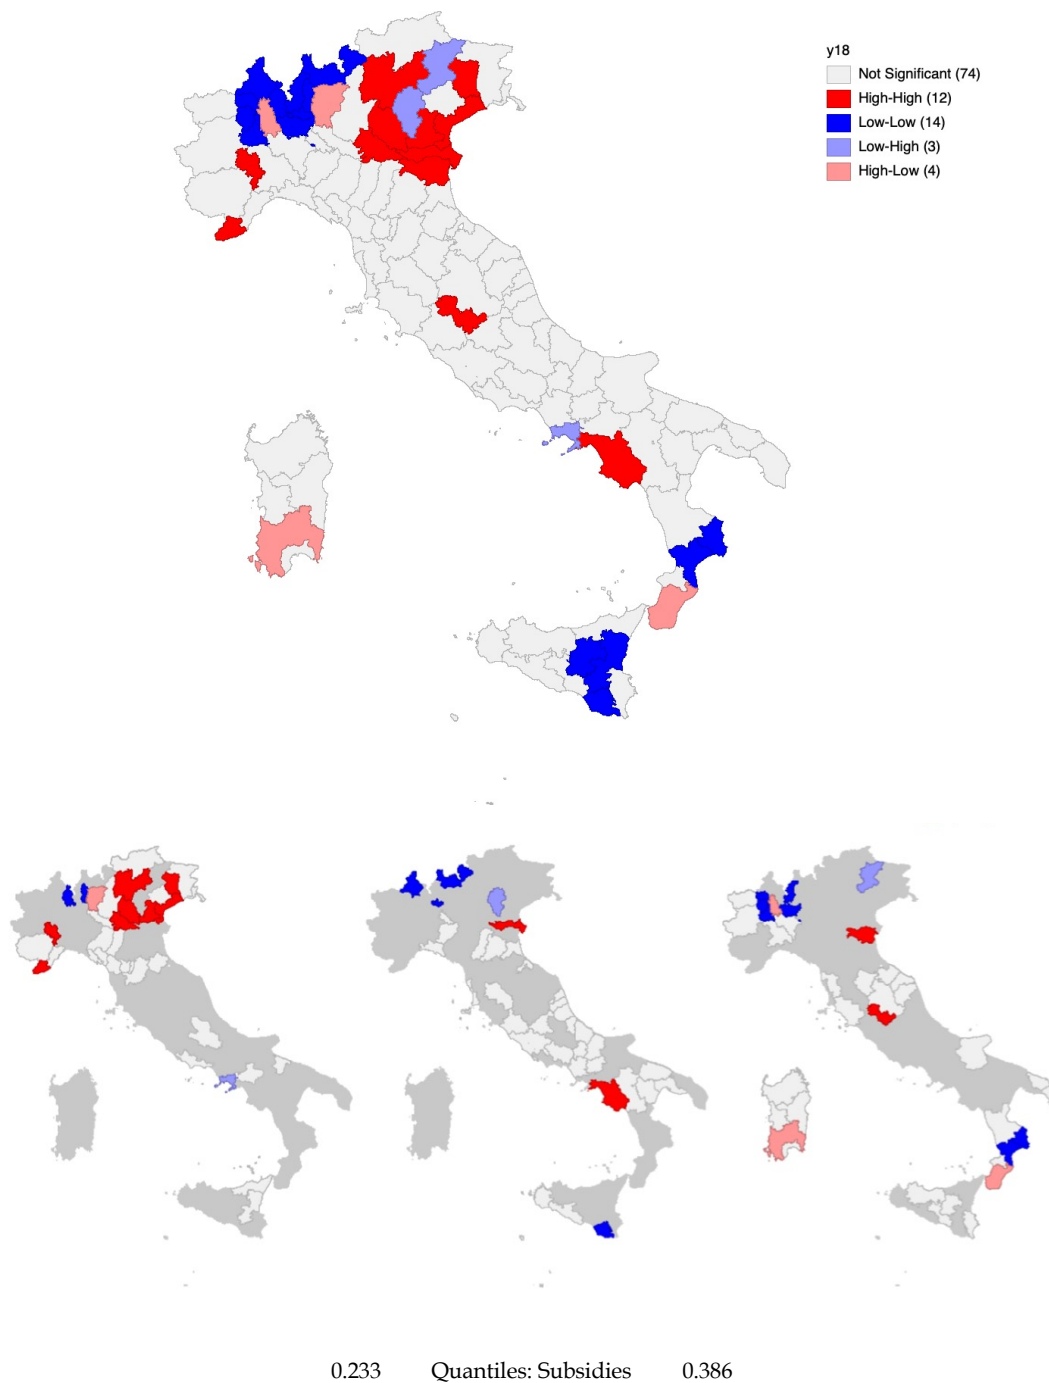 y18
Not Significant (74)
High-High (12)
Low-Low (14)
Low-High (3)
High-Low (4)
0.233 Quantiles: Subsidies 0.386